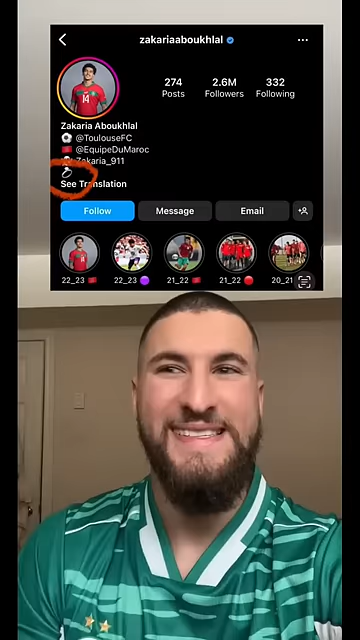 zakariaaboukhlal
274
2.6M
332
Posts
Followers
Following
14
Zakaria Aboukhlal
@ToulouseFC
@EquipeDuMaroc
Zakaria_911
See Translation
Follow
Message
Email
22_23
22_23
21_22
21_22
20_21